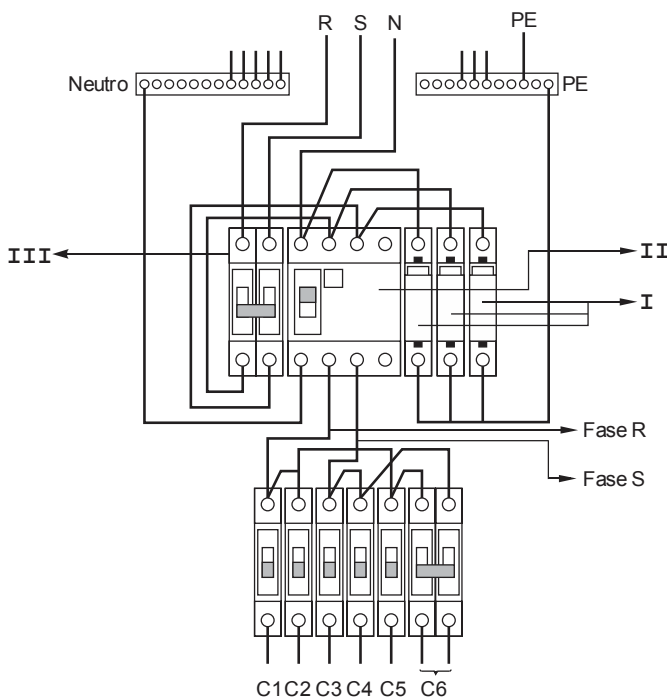 PE
R S N
Neutro
PE
III
II
I
Fase R
Fase S
C1 C2 C3 C4 C5 C6